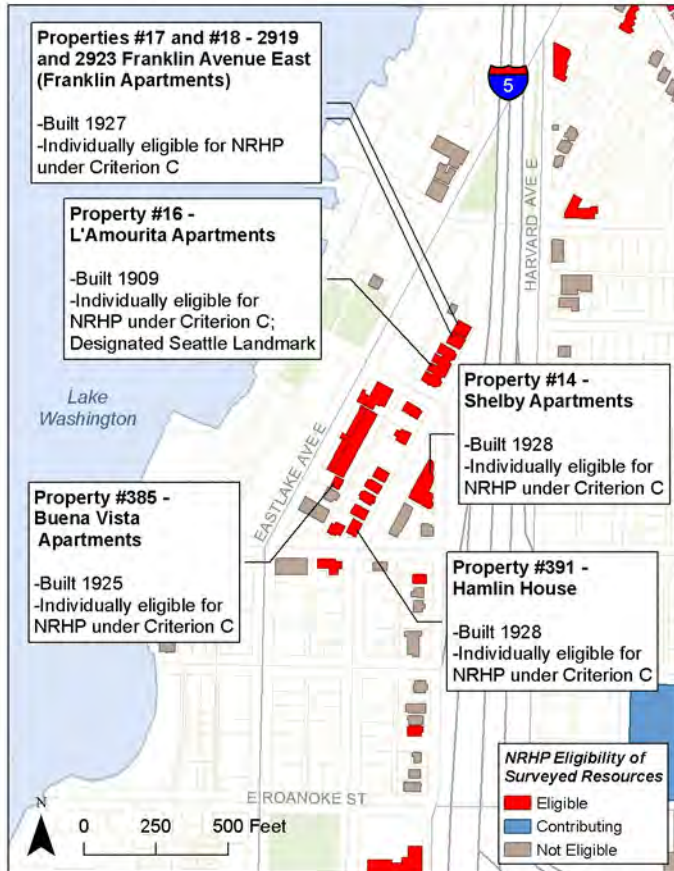 Properties #17 and #18 - 2919
and 2923 Franklin Avenue East
(Franklin Apartments)
-Built 1927
-Individually eligible for NRHP
under Criterion C
5
HARVARD AVE E
Property #16 -
L'Amourita Apartments
-Built 1909
-Individually eligible for
NRHP under Criterion C;
Designated Seattle Landmark
Lake
Washington
EASTLAKE AVE E
Property #14 -
Shelby Apartments
-Built 1928
-Individually eligible for
NRHP under Criterion C
Property #385 -
Buena Vista
Apartments
-Built 1925
-Individually eligible for
NRHP under Criterion C
Property #391 -
Hamlin House
-Built 1928
-Individually eligible for
NRHP under Criterion C
E ROANOKE ST
N
0 250 500 Feet
NRHP Eligibility of
Surveyed Resources
Eligible
Contributing
Not Eligible